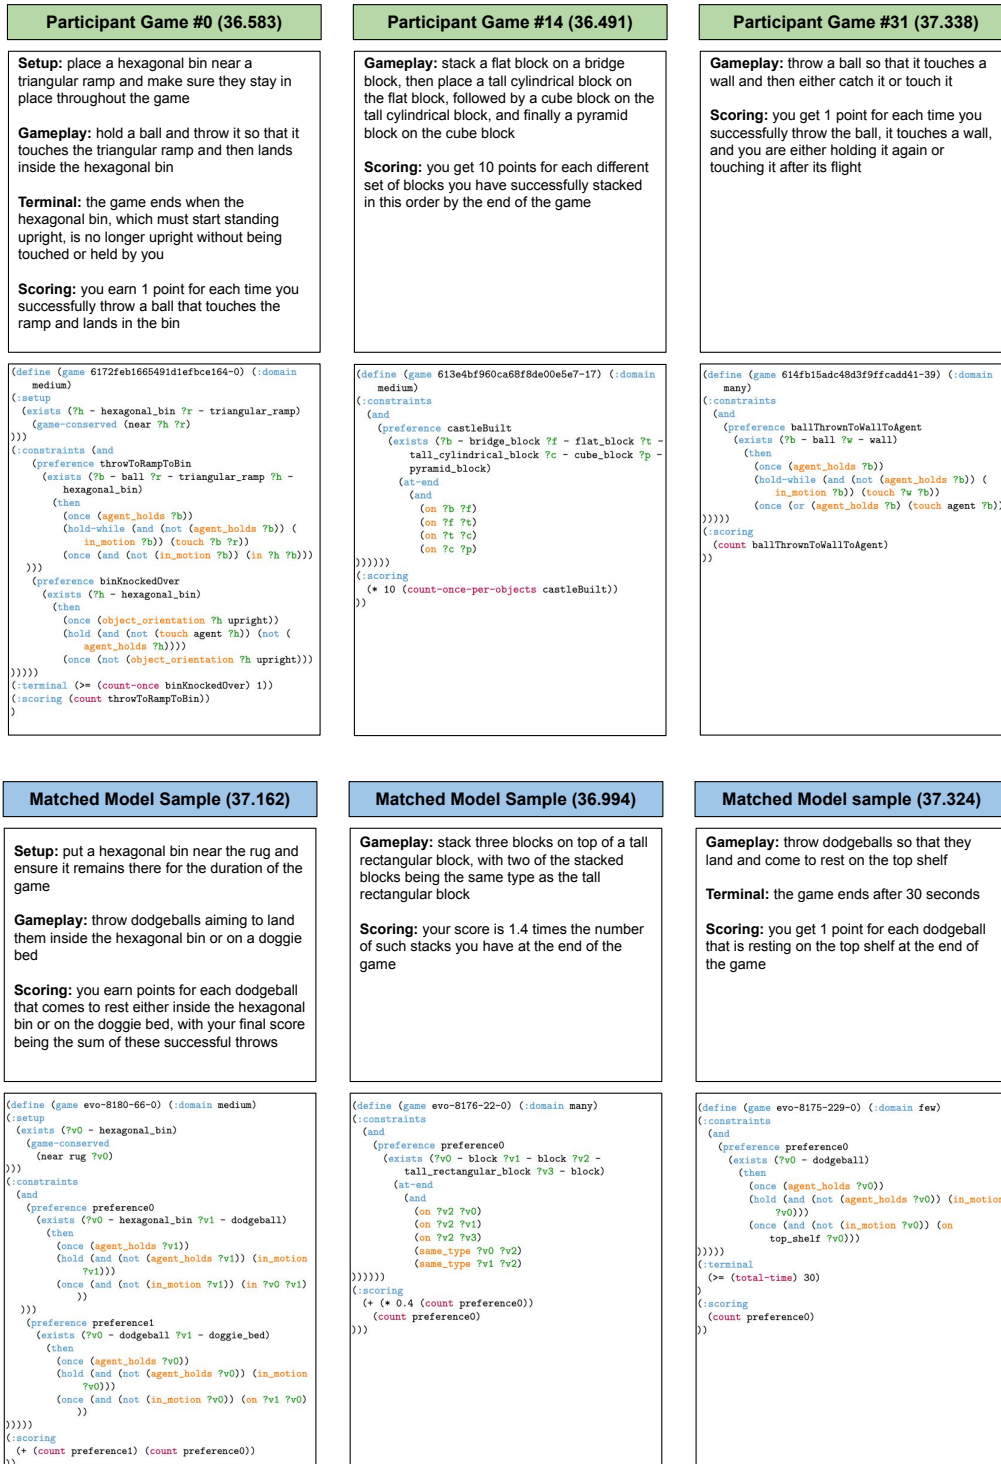 Participant Game #0 (36.583)
Setup: place a hexagonal bin near a
triangular ramp and make sure they stay in
place throughout the game
Gameplay: hold a ball and throw it so that it
touches the triangular ramp and then lands
inside the hexagonal bin
Terminal: the game ends when the
hexagonal bin, which must start standing
upright, is no longer upright without being
touched or held by you
Scoring: you earn 1 point for each time you
successfully throw a ball that touches the
ramp and lands in the bin
(define (game 6172feb1665491d1efbce164-0) (:domain
medium)
(:setup
(exists (?h - hexagonal_bin ?r - triangular_ramp)
(game-conserved (near ?h ?r)
)))
(:constraints (and
(preference throwToRampToBin
(exists (?b - ball ?r - triangular_ramp ?h -
hexagonal_bin)
(then
(once (agent_holds ?b))
(hold-while (and (not (agent_holds ?b)) (
in_motion ?b)) (touch ?b ?r))
(once (and (not (in_motion ?b)) (in ?h ?b)))
)))
(preference binKnockedOver
(exists (?h - hexagonal_bin)
(then
(once (object_orientation ?h upright))
(hold (and (not (touch agent ?h)) (not (
agent_holds ?h))))
(once (not (object_orientation ?h upright)))
)))))
(:terminal (>= (count-once binKnockedOver) 1))
(:scoring (count throwToRampToBin))
)
Participant Game #14 (36.491)
Gameplay: stack a flat block on a bridge
block, then place a tall cylindrical block on
the flat block, followed by a cube block on the
tall cylindrical block, and finally a pyramid
block on the cube block
Scoring: you get 10 points for each different
set of blocks you have successfully stacked
in this order by the end of the game
(define (game 613e4bf960ca68f8de00e5e7-17) (:domain
medium)
(:constraints
(and
(preference castleBuilt
(exists (?b - bridge_block ?f - flat_block ?t -
tall_cylindrical_block ?c - cube_block ?p -
pyramid_block)
(at-end
(and
(on ?b ?f)
(on ?f ?t)
(on ?t ?c)
(on ?c ?p)
))))))
(:scoring
(* 10 (count-once-per-objects castleBuilt))
))
Participant Game #31 (37.338)
Gameplay: throw a ball so that it touches a
wall and then either catch it or touch it
Scoring: you get 1 point for each time you
successfully throw the ball, it touches a wall,
and you are either holding it again or
touching it after its flight
(define (game 614fb15adc48d3f9ffcadd41-39) (:domain
many)
(:constraints
(and
(preference ballThrownToWallToAgent
(exists (?b - ball ?w - wall)
(then
(once (agent_holds ?b))
(hold-while (and (not (agent_holds ?b)) (
in_motion ?b)) (touch ?w ?b))
(once (or (agent_holds ?b) (touch agent ?b))
)))))
(:scoring
(count ballThrownToWallToAgent)
))
Matched Model Sample (37.162)
Setup: put a hexagonal bin near the rug and
ensure it remains there for the duration of the
game
Gameplay: throw dodgeballs aiming to land
them inside the hexagonal bin or on a doggie
bed
Scoring: you earn points for each dodgeball
that comes to rest either inside the hexagonal
bin or on the doggie bed, with your final score
being the sum of these successful throws
(define (game evo-8180-66-0) (:domain medium)
(:setup
(exists (?v0 - hexagonal_bin)
(game-conserved
(near rug ?v0)
)))
(:constraints
(and
(preference preference0
(exists (?v0 - hexagonal_bin ?v1 - dodgeball)
(then
(once (agent_holds ?v1))
(hold (and (not (agent_holds ?v1)) (in_motion
?v1)))
(once (and (not (in_motion ?v1)) (in ?v0 ?v1)
))
)))
(preference preference1
(exists (?v0 - dodgeball ?v1 - doggie_bed)
(then
(once (agent_holds ?v0))
(hold (and (not (agent_holds ?v0)) (in_motion
?v0)))
(once (and (not (in_motion ?v0)) (on ?v1 ?v0)
))
)))))
(:scoring
(+ (count preference1) (count preference0))
))
Matched Model Sample (36.994)
Gameplay: stack three blocks on top of a tall
rectangular block, with two of the stacked
blocks being the same type as the tall
rectangular block
Scoring: your score is 1.4 times the number
of such stacks you have at the end of the
game
(define (game evo-8176-22-0) (:domain many)
(:constraints
(and
(preference preference0
(exists (?v0 - block ?v1 - block ?v2 -
tall_rectangular_block ?v3 - block)
(at-end
(and
(on ?v2 ?v0)
(on ?v2 ?v1)
(on ?v2 ?v3)
(same_type ?v0 ?v2)
(same_type ?v1 ?v2)
))))))
(:scoring
(+ (* 0.4 (count preference0))
(count preference0)
)))
Matched Model sample (37.324)
Gameplay: throw dodgeballs so that they
land and come to rest on the top shelf
Terminal: the game ends after 30 seconds
Scoring: you get 1 point for each dodgeball
that is resting on the top shelf at the end of
the game
(define (game evo-8175-229-0) (:domain few)
(:constraints
(and
(preference preference0
(exists (?v0 - dodgeball)
(then
(once (agent_holds ?v0))
(hold (and (not (agent_holds ?v0)) (in_motion
?v0)))
(once (and (not (in_motion ?v0)) (on
top_shelf ?v0)))
)))))
(:terminal
(>= (total-time) 30)
)
(:scoring
(count preference0)
))